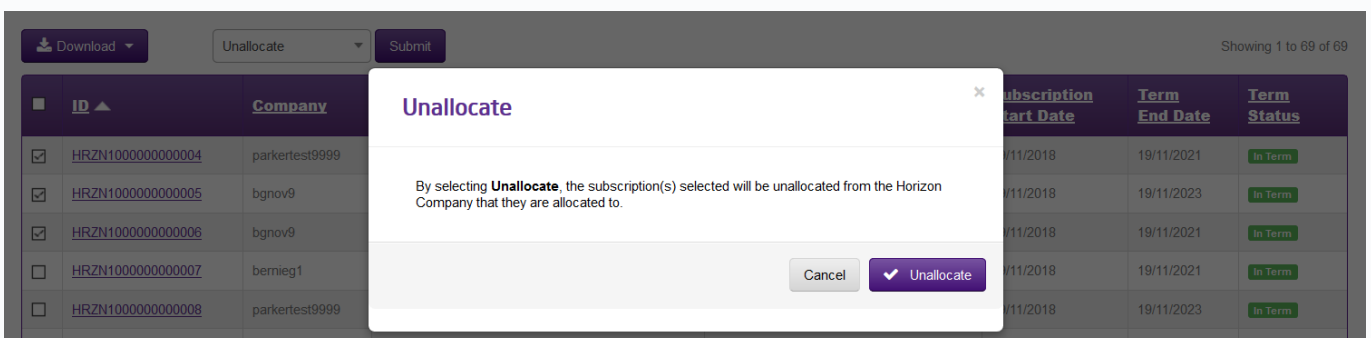 Download
Unallocate
Submit
Showing 1 to 69 of 69
Unallocate
×
ID
Company
Term
End Date
Term
Status
HRZN1000000000004
parkertest9999
/11/2018
19/11/2021
In Term
By selecting Unallocate, the subscription(s) selected will be unallocated from the Horizon
Company that they are allocated to.
HRZN1000000000005
bgnov9
/11/2018
19/11/2023
In Term
HRZN1000000000006
bgnov9
/11/2018
19/11/2021
In Term
HRZN1000000000007
bernieg1
/11/2018
19/11/2021
In Term
Cancel
Unallocate
HRZN1000000000008
parkertest9999
/11/2018
19/11/2023
In Term